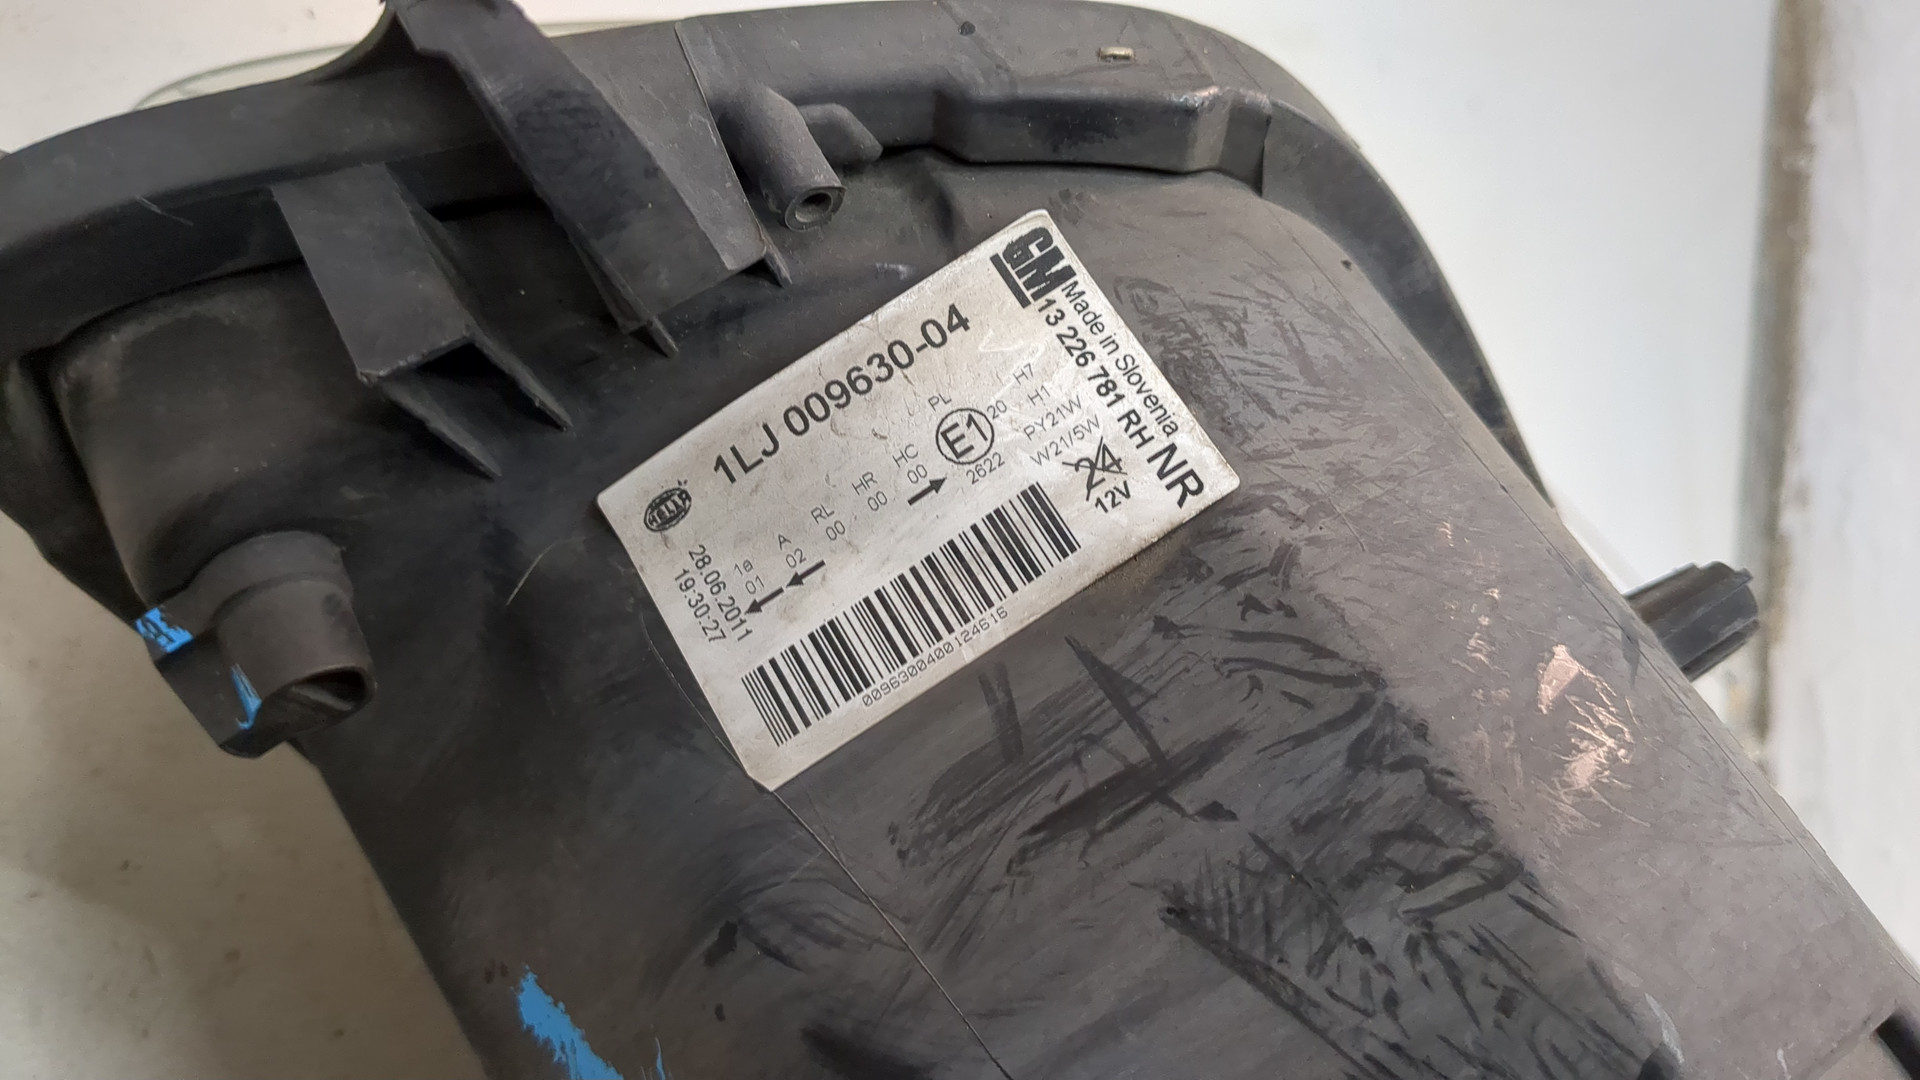 GM
Made in Slovenia
13 226 781 RH NR
1LJ 009630-04
HELLA
28.06.2011
19:30:27
1a
01
A
02
RL
00
HR
00
HC
00
PL
E1
20
2622
H7
H1
PY21W
W21/5W
24
12V
0096300400124616